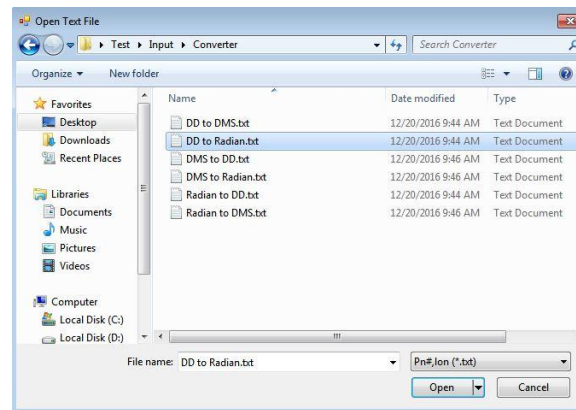 Open Text File
Test Input Converter Search Converter
Organize New folder
Favorites
Desktop
Downloads
Recent Places
Libraries
Documents
Music
Pictures
Videos
Computer
Local Disk (C:)
Local Disk (D:)
Name Date modified Type
DD to DMS.txt 12/20/2016 9:44 AM Text Document
DD to Radian.txt 12/20/2016 9:44 AM Text Document
DMS to DD.txt 12/20/2016 9:46 AM Text Document
DMS to Radian.txt 12/20/2016 9:46 AM Text Document
Radian to DD.txt 12/20/2016 9:44 AM Text Document
Radian to DMS.txt 12/20/2016 9:46 AM Text Document
File name: DD to Radian.txt Pn#,lon (*.txt)
Open Cancel